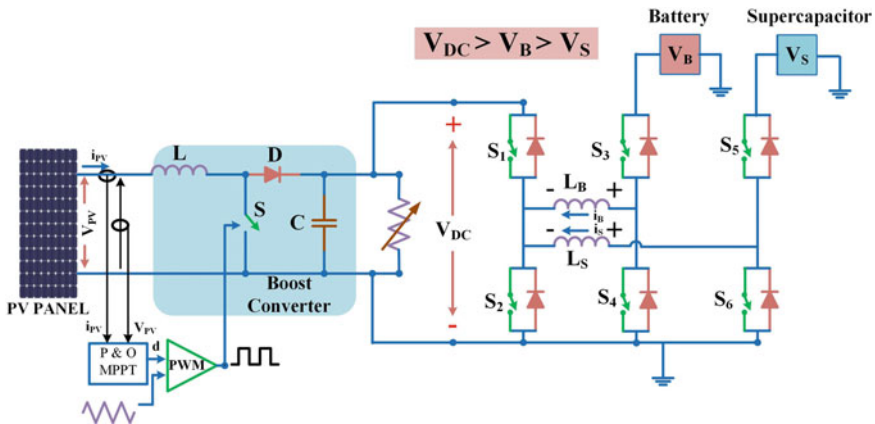 Battery
Supercapacitor
V_DC > V_B > V_S
V_B
V_S
i_PV
L
D
S
C
V_PV
V_DC
+
-
S_1
S_3
S_5
- L_B +
i_B
i_S
- +
L_S
S_2
S_4
S_6
Boost
Converter
PV PANEL
i_PV
V_PV
P & O
MPPT
d
PWM